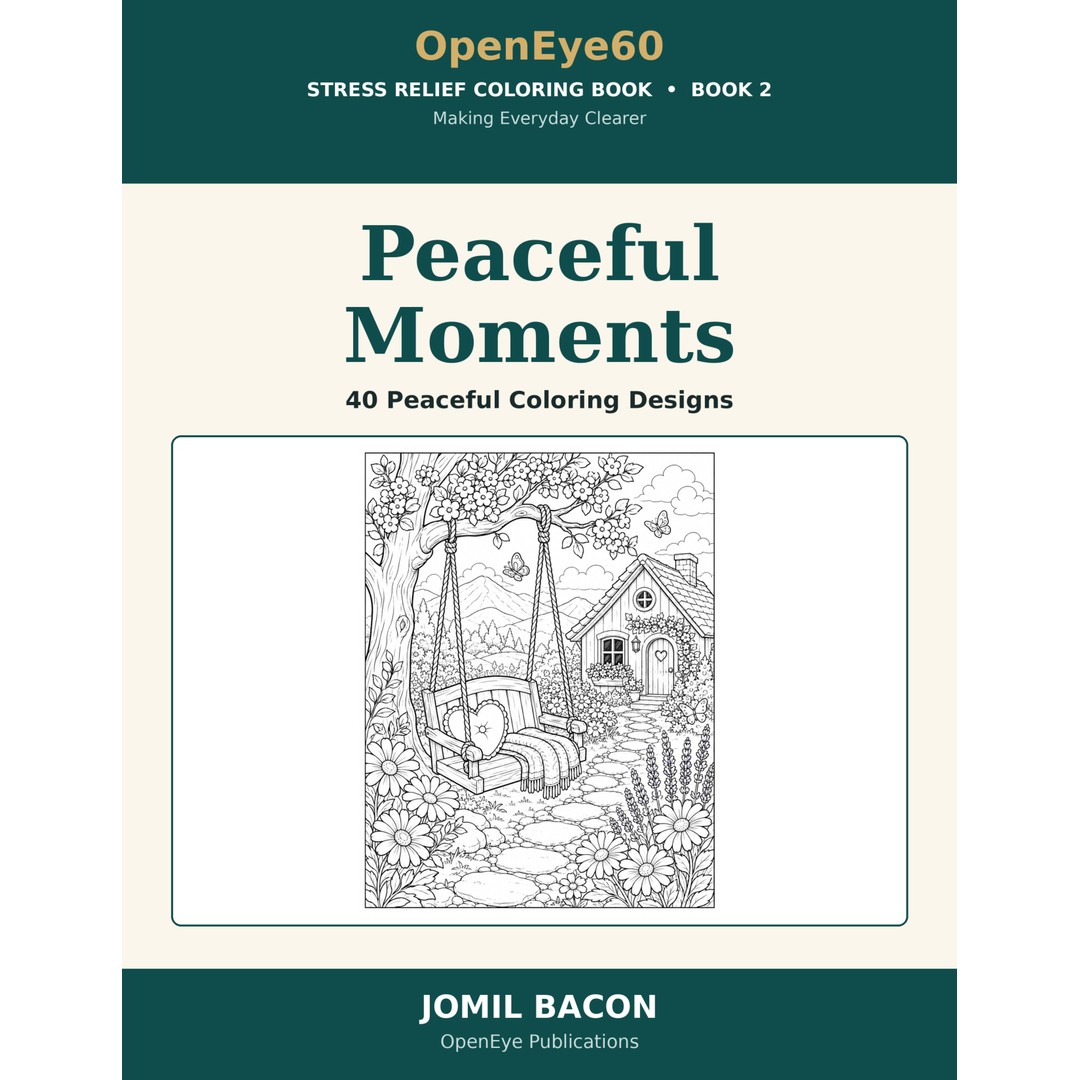 OpenEye60
STRESS RELIEF COLORING BOOK • BOOK 2
Making Everyday Clearer
Peaceful
Moments
40 Peaceful Coloring Designs
JOMIL BACON
OpenEye Publications